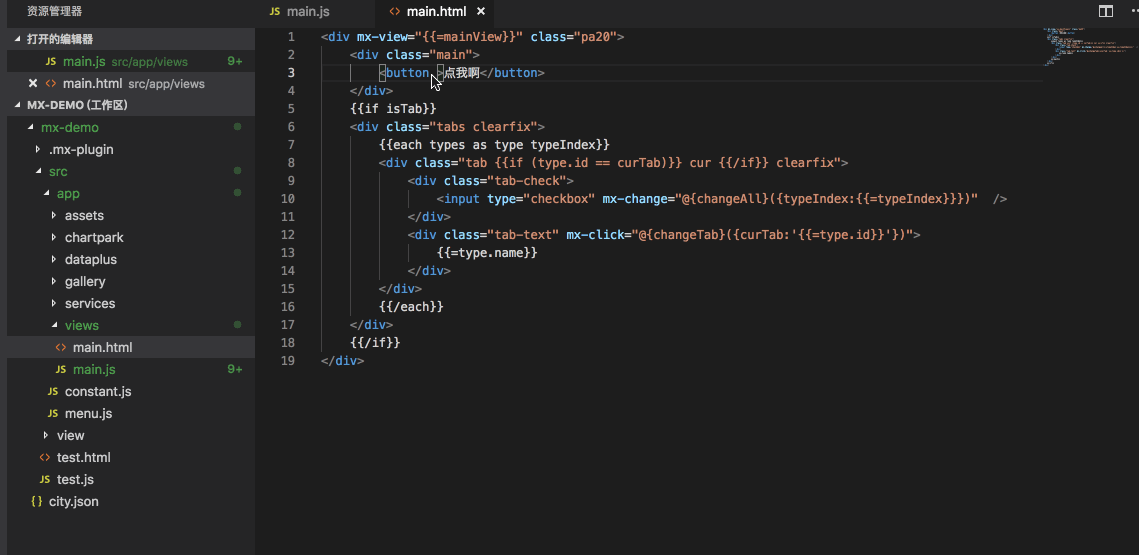 资源管理器
打开的编辑器
JS main.js src/app/views 9+
× <> main.html src/app/views
MX-DEMO (工作区)
mx-demo
.mx-plugin
src
app
assets
chartpark
dataplus
gallery
services
views
<> main.html
JS main.js 9+
JS constant.js
JS menu.js
view
<> test.html
JS test.js
{} city.json
JS main.js
<> main.html ×
1 <div mx-view="{{=mainView}}" class="pa20">
2 <div class="main">
3 <button >点我啊</button>
4 </div>
5 {{if isTab}}
6 <div class="tabs clearfix">
7 {{each types as type typeIndex}}
8 <div class="tab {{if (type.id == curTab)}} cur {{/if}} clearfix">
9 <div class="tab-check">
10 <input type="checkbox" mx-change="@{changeAll}({typeIndex:{{=typeIndex}}})" />
11 </div>
12 <div class="tab-text" mx-click="@{changeTab}({curTab:'{{=type.id}}'})">
13 {{=type.name}}
14 </div>
15 </div>
16 {{/each}}
17 </div>
18 {{/if}}
19 </div>